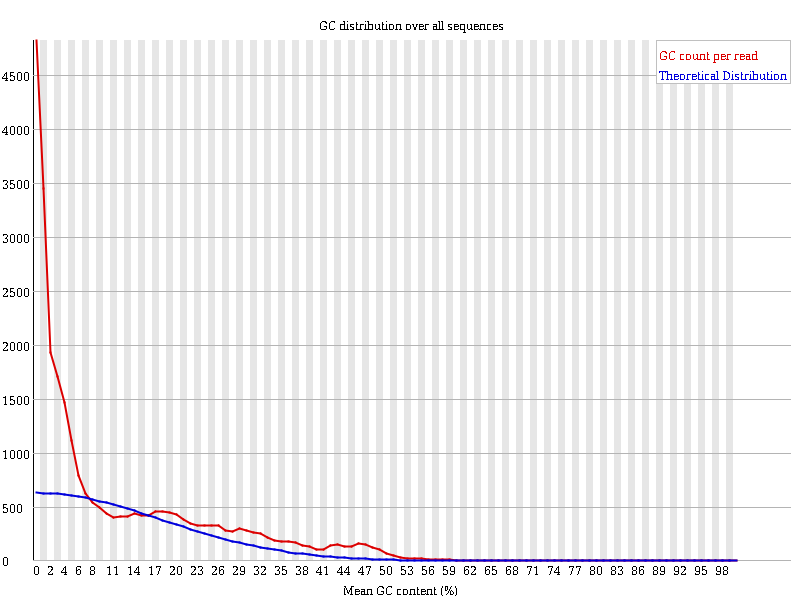 GC distribution over all sequences
GC count per read
Theoretical Distribution
4500
4000
3500
3000
2500
2000
1500
1000
500
0
0 2 4 6 8 11 14 17 20 23 26 29 32 35 38 41 44 47 50 53 56 59 62 65 68 71 74 77 80 83 86 89 92 95 98
Mean GC content (%)